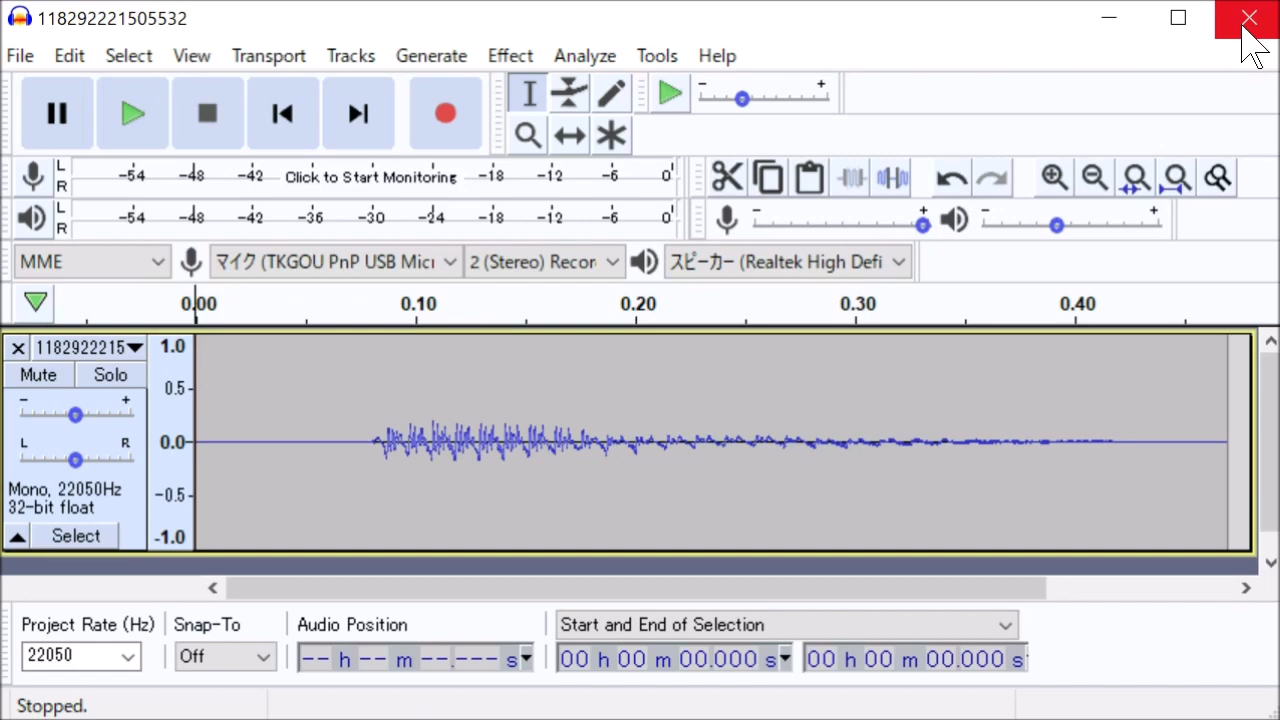 118292221505532
File Edit Select View Transport Tracks Generate Effect Analyze Tools Help
L
R
-54 -48 -42 Click to Start Monitoring -18 -12 -6 0
L
R
-54 -48 -42 -36 -30 -24 -18 -12 -6 0
MME マイク (TKGOU PnP USB Mic 2 (Stereo) Recor スピーカー (Realtek High Defi
0.00 0.10 0.20 0.30 0.40
1182922215
Mute Solo
- +
L R
Mono, 22050Hz
32-bit float
Select
1.0
0.5
0.0
-0.5
-1.0
Project Rate (Hz) Snap-To Audio Position Start and End of Selection
22050 Off -- h -- m --.--- s 00 h 00 m 00.000 s 00 h 00 m 00.000 s
Stopped.